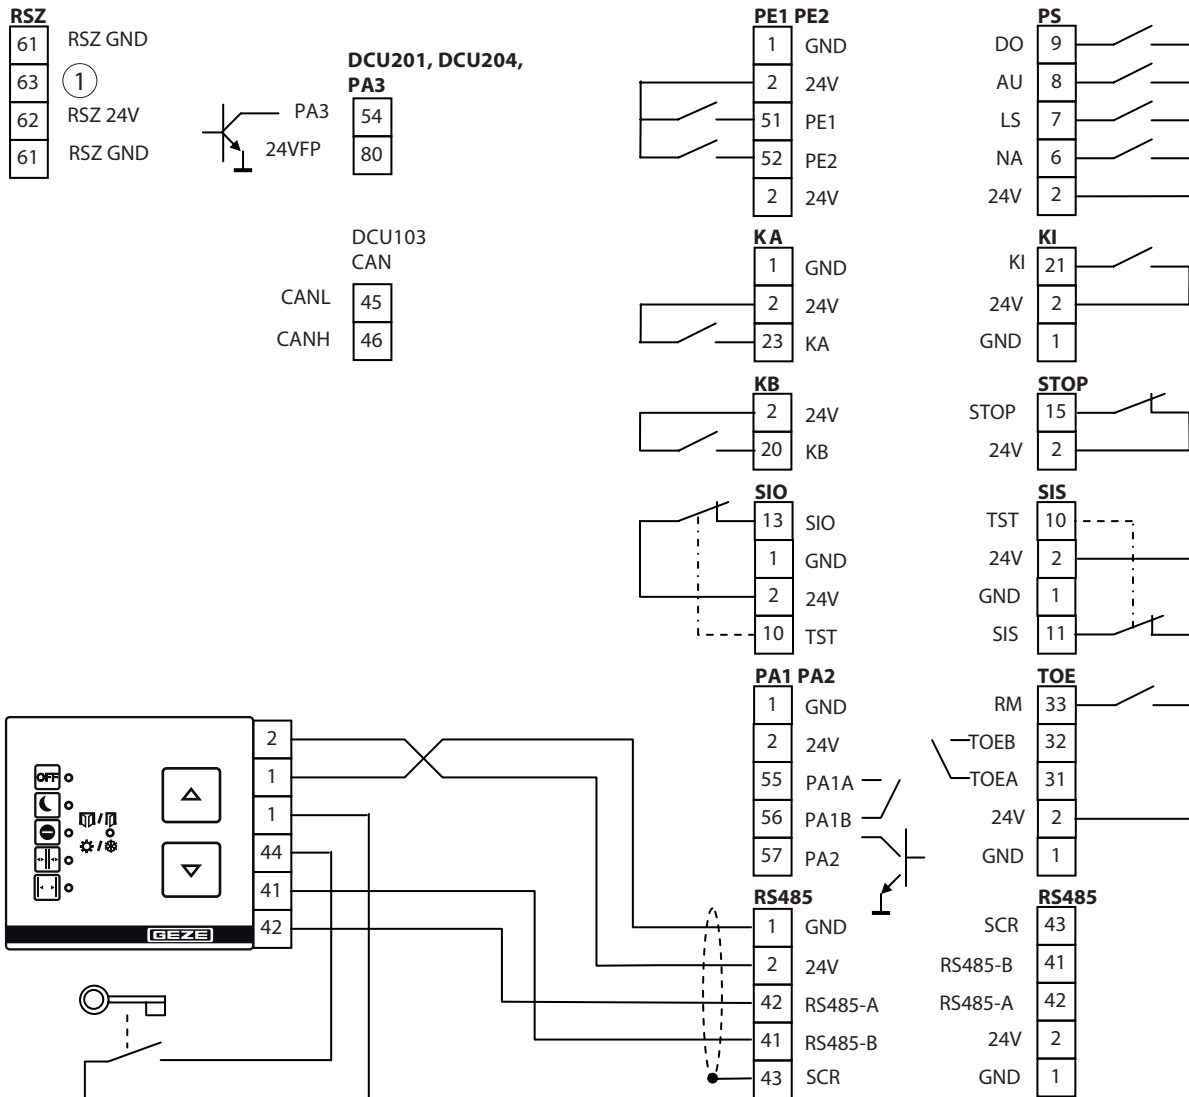 RSZ
61 RSZ GND
63 1
62 RSZ 24V
61 RSZ GND
PA3
24VFP
DCU201, DCU204,
PA3
54
80
DCU103
CAN
CANL 45
CANH 46
PE1 PE2
1 GND
2 24V
51 PE1
52 PE2
2 24V
KA
1 GND
2 24V
23 KA
KB
2 24V
20 KB
SIO
13 SIO
1 GND
2 24V
10 TST
PA1 PA2
1 GND
2 24V
55 PA1A
56 PA1B
57 PA2
RS485
1 GND
2 24V
42 RS485-A
41 RS485-B
43 SCR
PS
DO 9
AU 8
LS 7
NA 6
24V 2
KI
KI 21
24V 2
GND 1
STOP
STOP 15
24V 2
SIS
TST 10
24V 2
GND 1
SIS 11
TOE
RM 33
TOEB 32
TOEA 31
24V 2
GND 1
RS485
SCR 43
RS485-B 41
RS485-A 42
24V 2
GND 1
OFF
/
/
GEZE
2
1
1
44
41
42